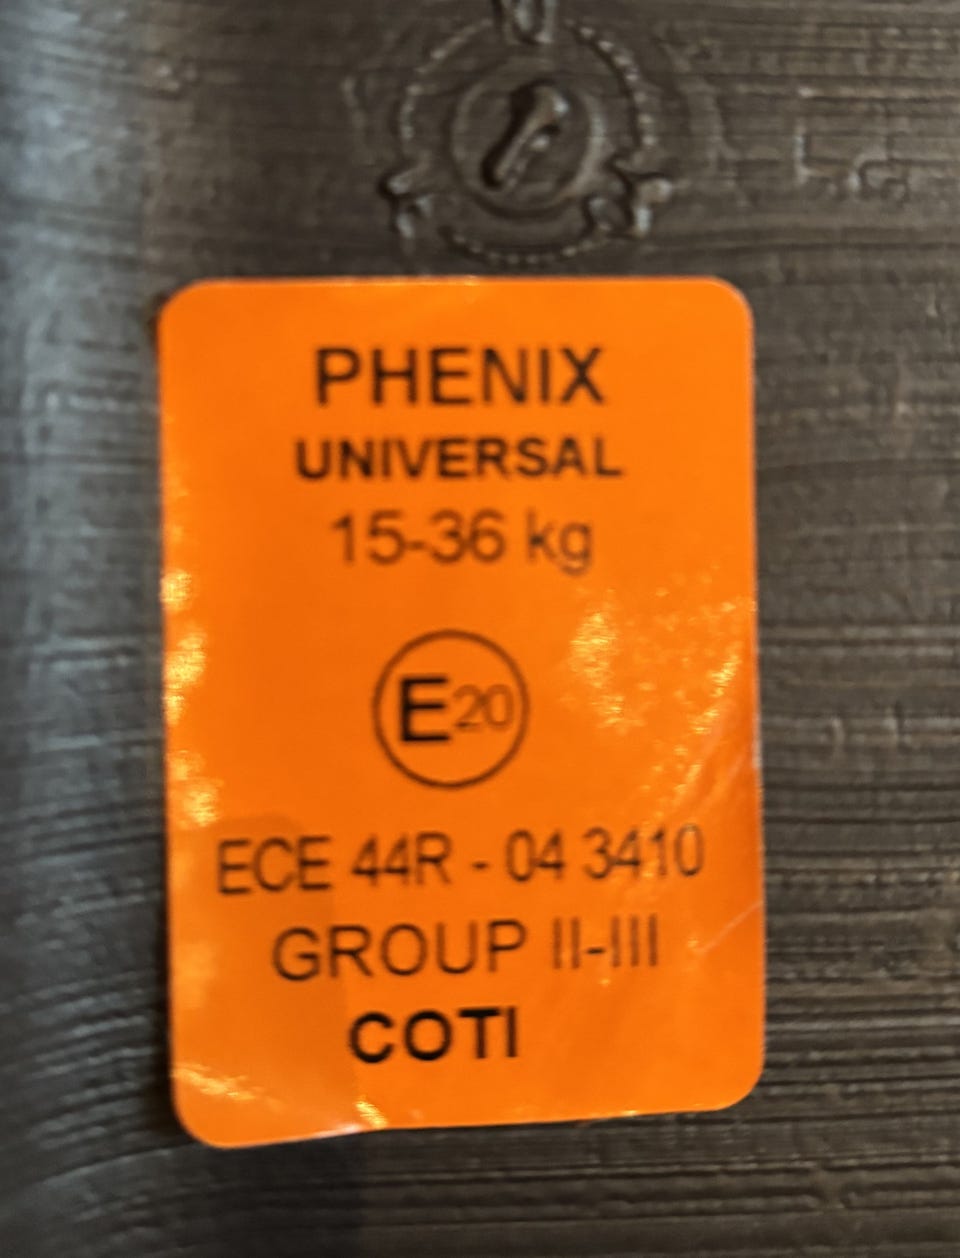 PHENIX
UNIVERSAL
15-36 kg
E20
ECE 44R - 04 3410
GROUP II-III
COTI